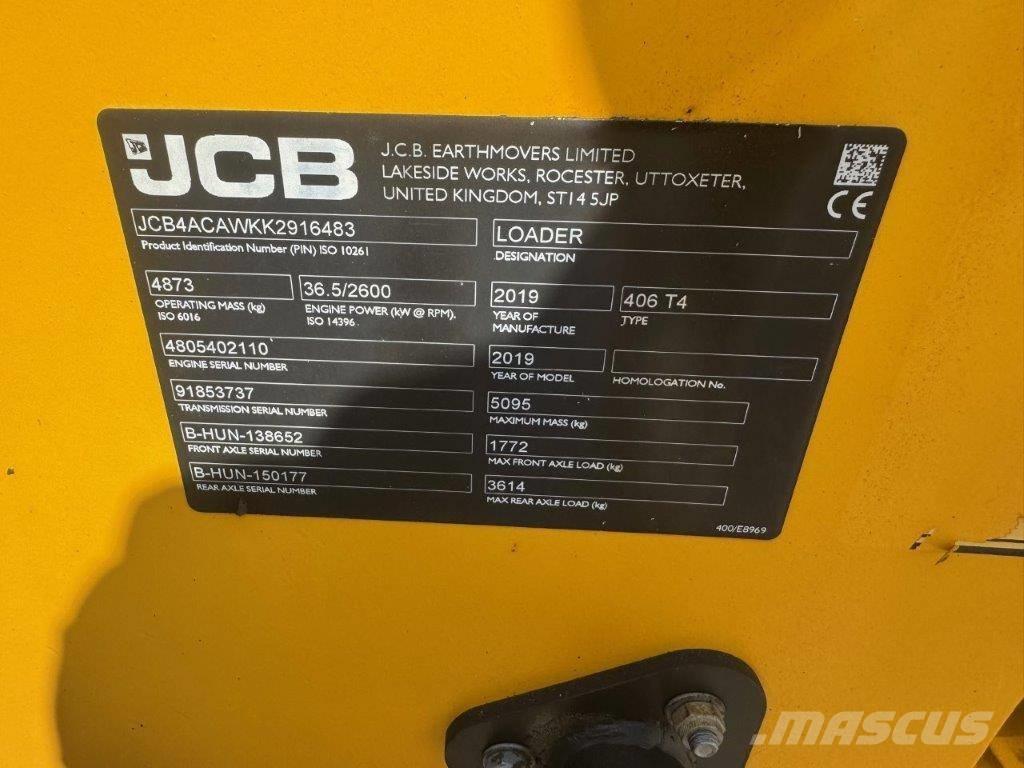 JCB
J.C.B. EARTHMOVERS LIMITED
LAKESIDE WORKS, ROCESTER, UTTOXETER,
UNITED KINGDOM, ST14 5JP
CE
JCB4ACAWKK2916483
Product Identification Number (PIN) ISO 10261
LOADER
DESIGNATION
4873
OPERATING MASS (kg)
ISO 6016
36.5/2600
ENGINE POWER (kW @ RPM),
ISO 14396
2019
YEAR OF
MANUFACTURE
406 T4
TYPE
4805402110
ENGINE SERIAL NUMBER
2019
YEAR OF MODEL
HOMOLOGATION No.
91853737
TRANSMISSION SERIAL NUMBER
5095
MAXIMUM MASS (kg)
B-HUN-138652
FRONT AXLE SERIAL NUMBER
1772
MAX FRONT AXLE LOAD (kg)
B-HUN-150177
REAR AXLE SERIAL NUMBER
3614
MAX REAR AXLE LOAD (kg)
400/E8969
MASCUS